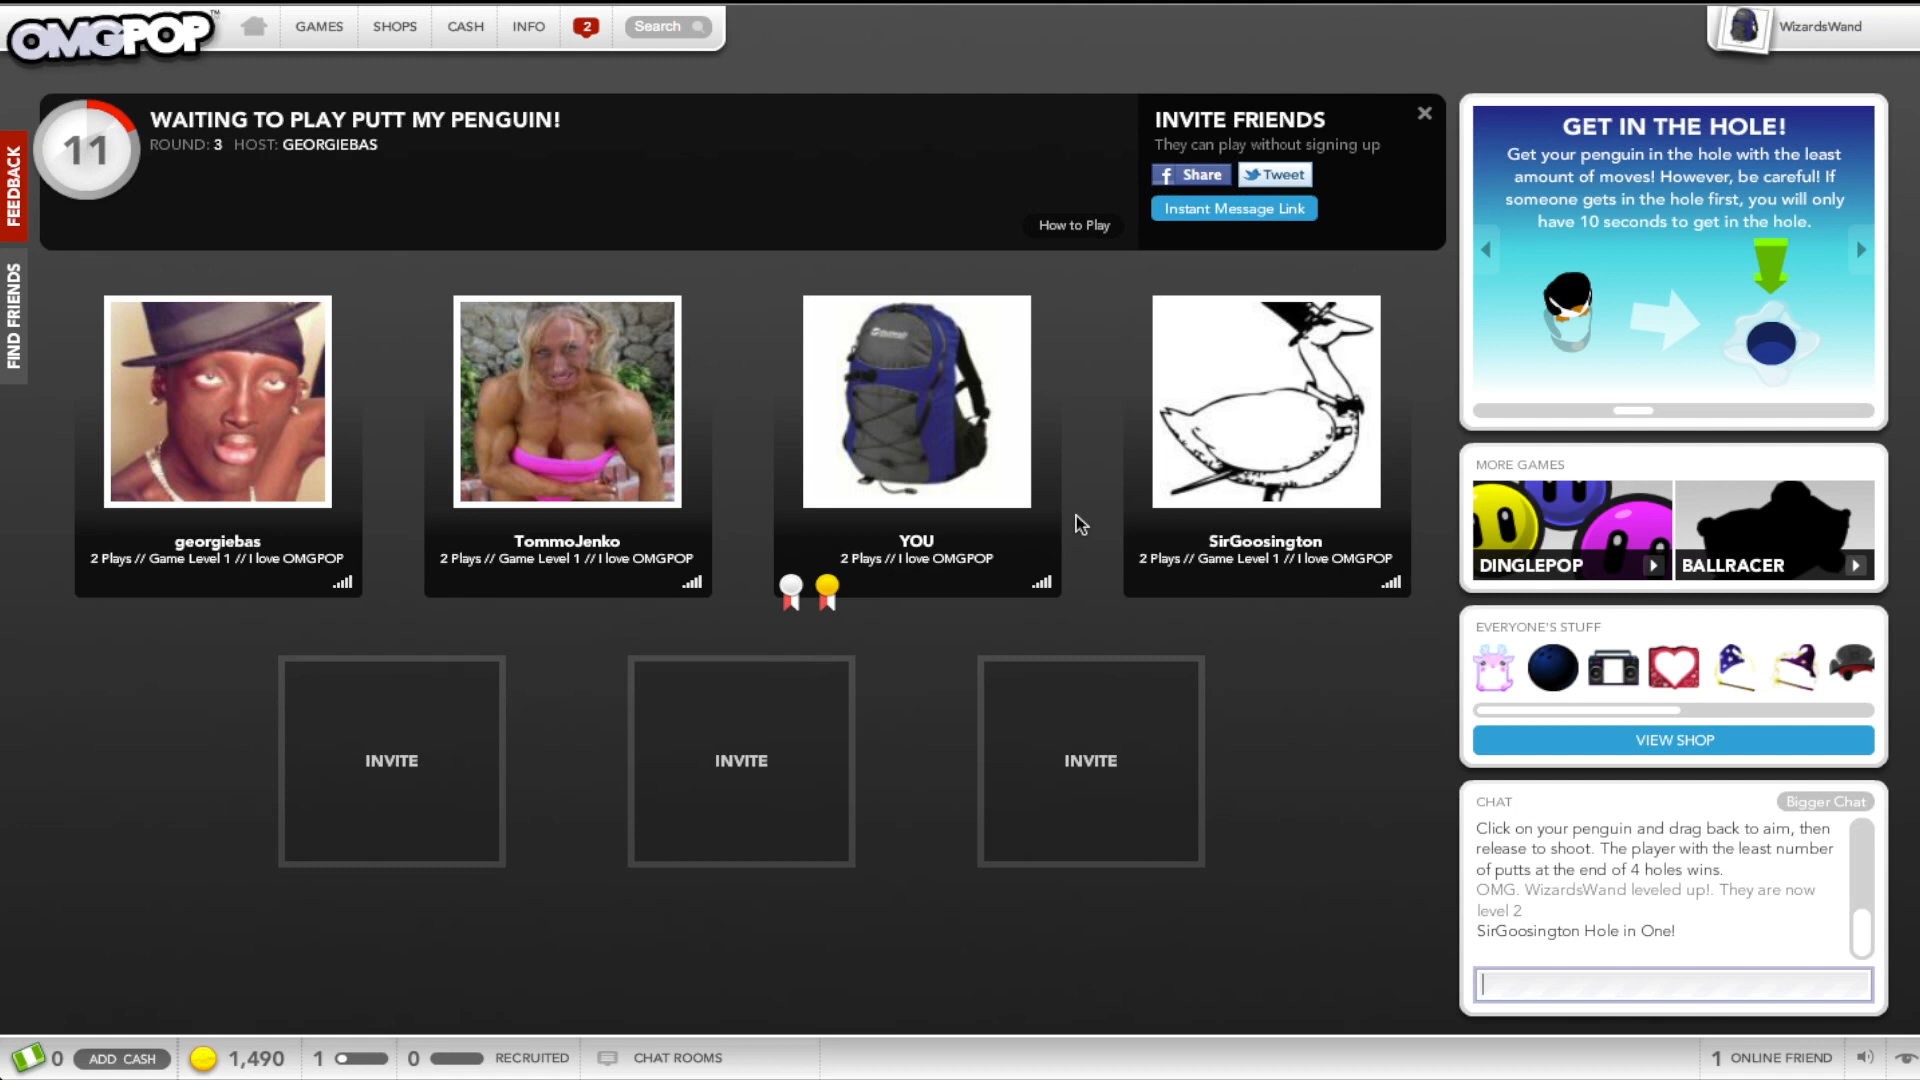 OMGPOP™
GAMES
SHOPS
CASH
INFO
2
Search
WizardsWand
FEEDBACK
FIND FRIENDS
11
WAITING TO PLAY PUTT MY PENGUIN!
ROUND: 3 HOST: GEORGIEBAS
How to Play
INVITE FRIENDS
They can play without signing up
f Share
Tweet
Instant Message Link
GET IN THE HOLE!
Get your penguin in the hole with the least
amount of moves! However, be careful! If
someone gets in the hole first, you will only
have 10 seconds to get in the hole.
georgiebas
2 Plays // Game Level 1 // I love OMGPOP
TommoJenko
2 Plays // Game Level 1 // I love OMGPOP
YOU
2 Plays // I love OMGPOP
SirGoosington
2 Plays // Game Level 1 // I love OMGPOP
INVITE
INVITE
INVITE
MORE GAMES
DINGLEPOP
BALLRACER
EVERYONE'S STUFF
VIEW SHOP
CHAT
Bigger Chat
Click on your penguin and drag back to aim, then
release to shoot. The player with the least number
of putts at the end of 4 holes wins.
OMG. WizardsWand leveled up!. They are now
level 2
SirGoosington Hole in One!
0
ADD CASH
1,490
1
0
RECRUITED
CHAT ROOMS
1 ONLINE FRIEND